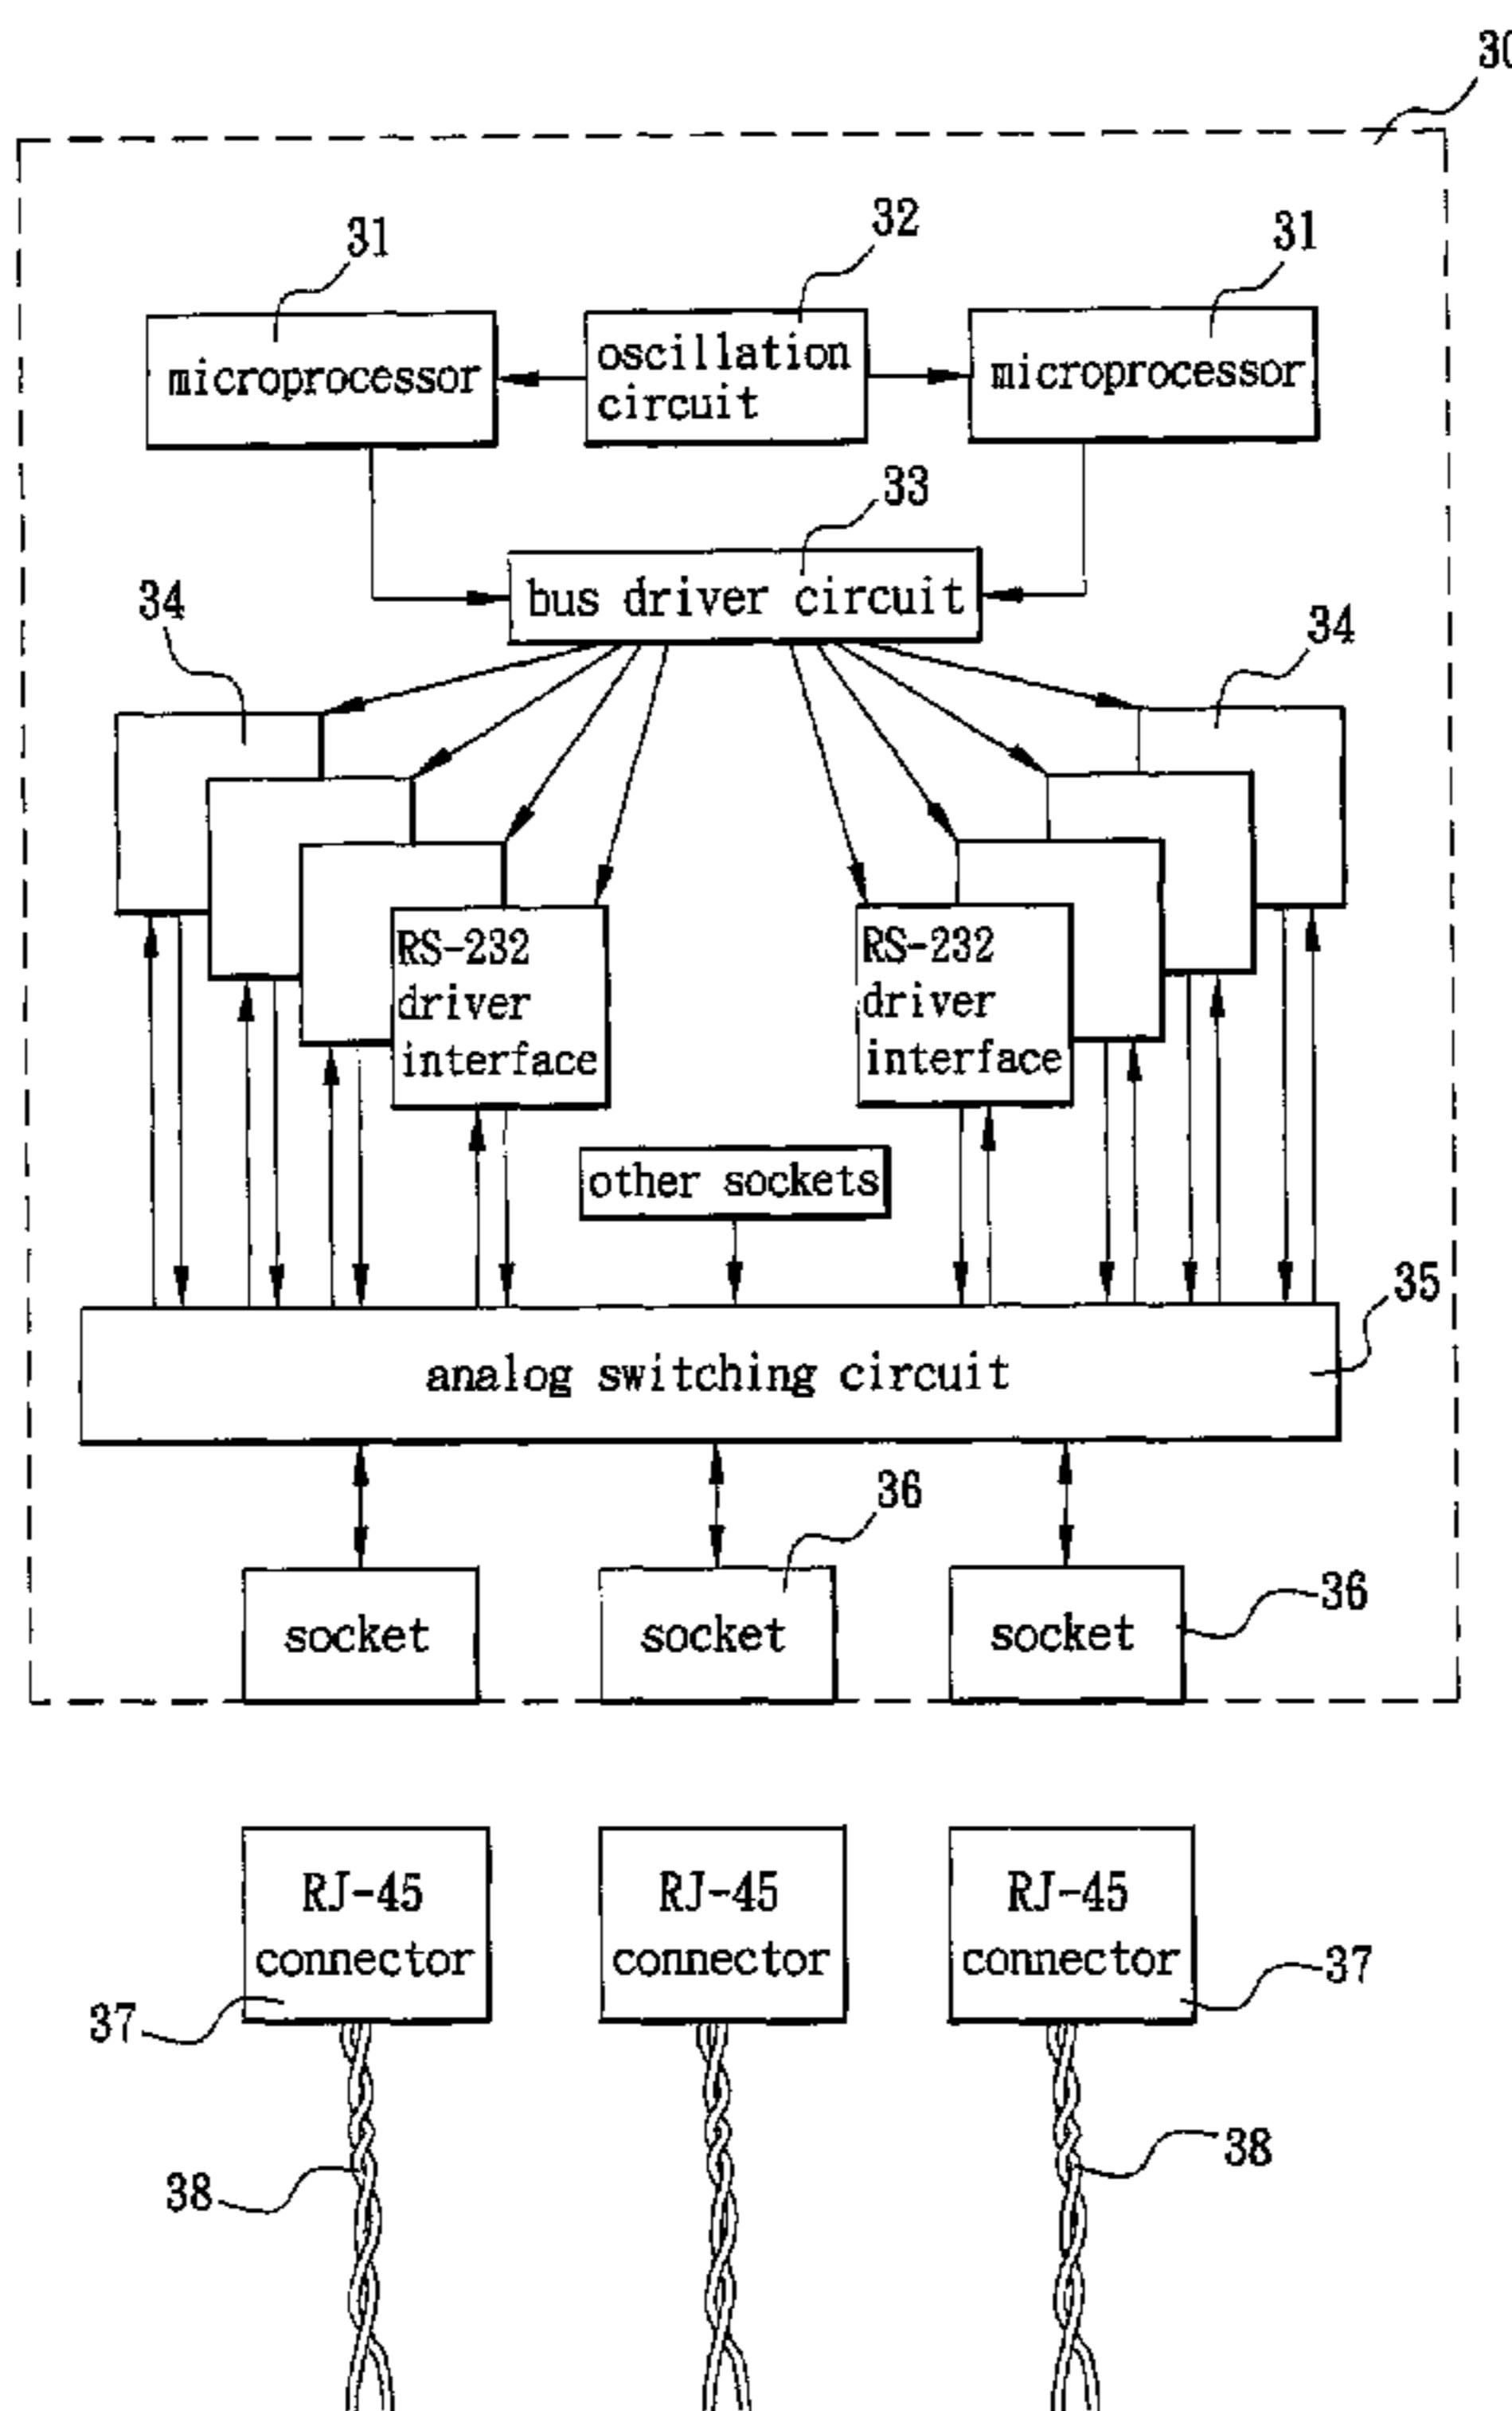 30
31
32
31
microprocessor
oscillation
circuit
microprocessor
33
bus driver circuit
34
34
RS-232
driver
interface
RS-232
driver
interface
other sockets
35
analog switching circuit
36
36
socket
socket
socket
RJ-45
connector
RJ-45
connector
RJ-45
connector
37
37
38
38